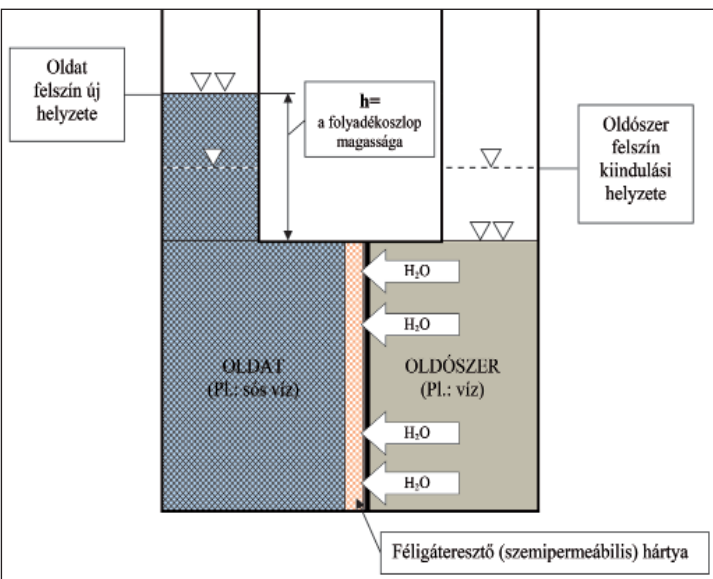 Oldat
felszín új
helyzete
h=
a folyadékoszlop
magassága
Oldószer
felszín
kiindulási
helyzete
H₂O
H₂O
OLDAT
(Pl.: sós víz)
OLDÓSZER
(Pl.: víz)
H₂O
H₂O
Féligáteresztő (szemipermeábilis) hártya